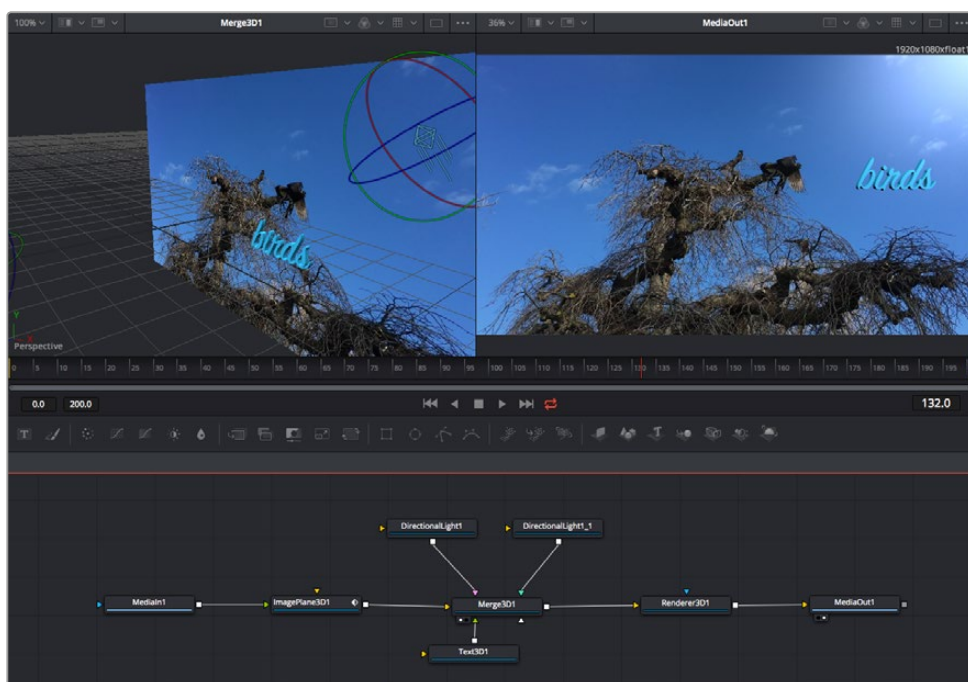 100% Merge3D1 36% MediaOut1
1920x1080xfloat1
birds
birds
Y
X
Perspective
0 5 10 15 20 25 30 35 40 45 50 55 60 65 70 75 80 85 90 95 100 105 110 115 120 125 130 135 140 145 150 155 160 165 170 175 180 185 190 195
0.0 200.0 132.0
T
DirectionalLight1 DirectionalLight1_1
MediaIn1 ImagePlane3D1 Merge3D1 Renderer3D1 MediaOut1
Text3D1